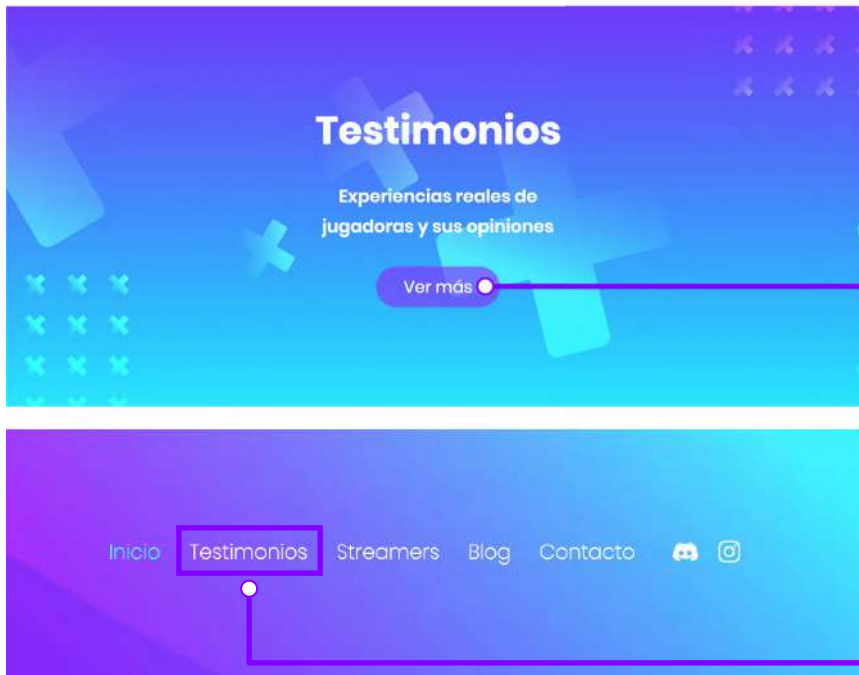 Testimonios
Experiencias reales de
jugadoras y sus opiniones
Ver más
Inicio Testimonios Streamers Blog Contacto